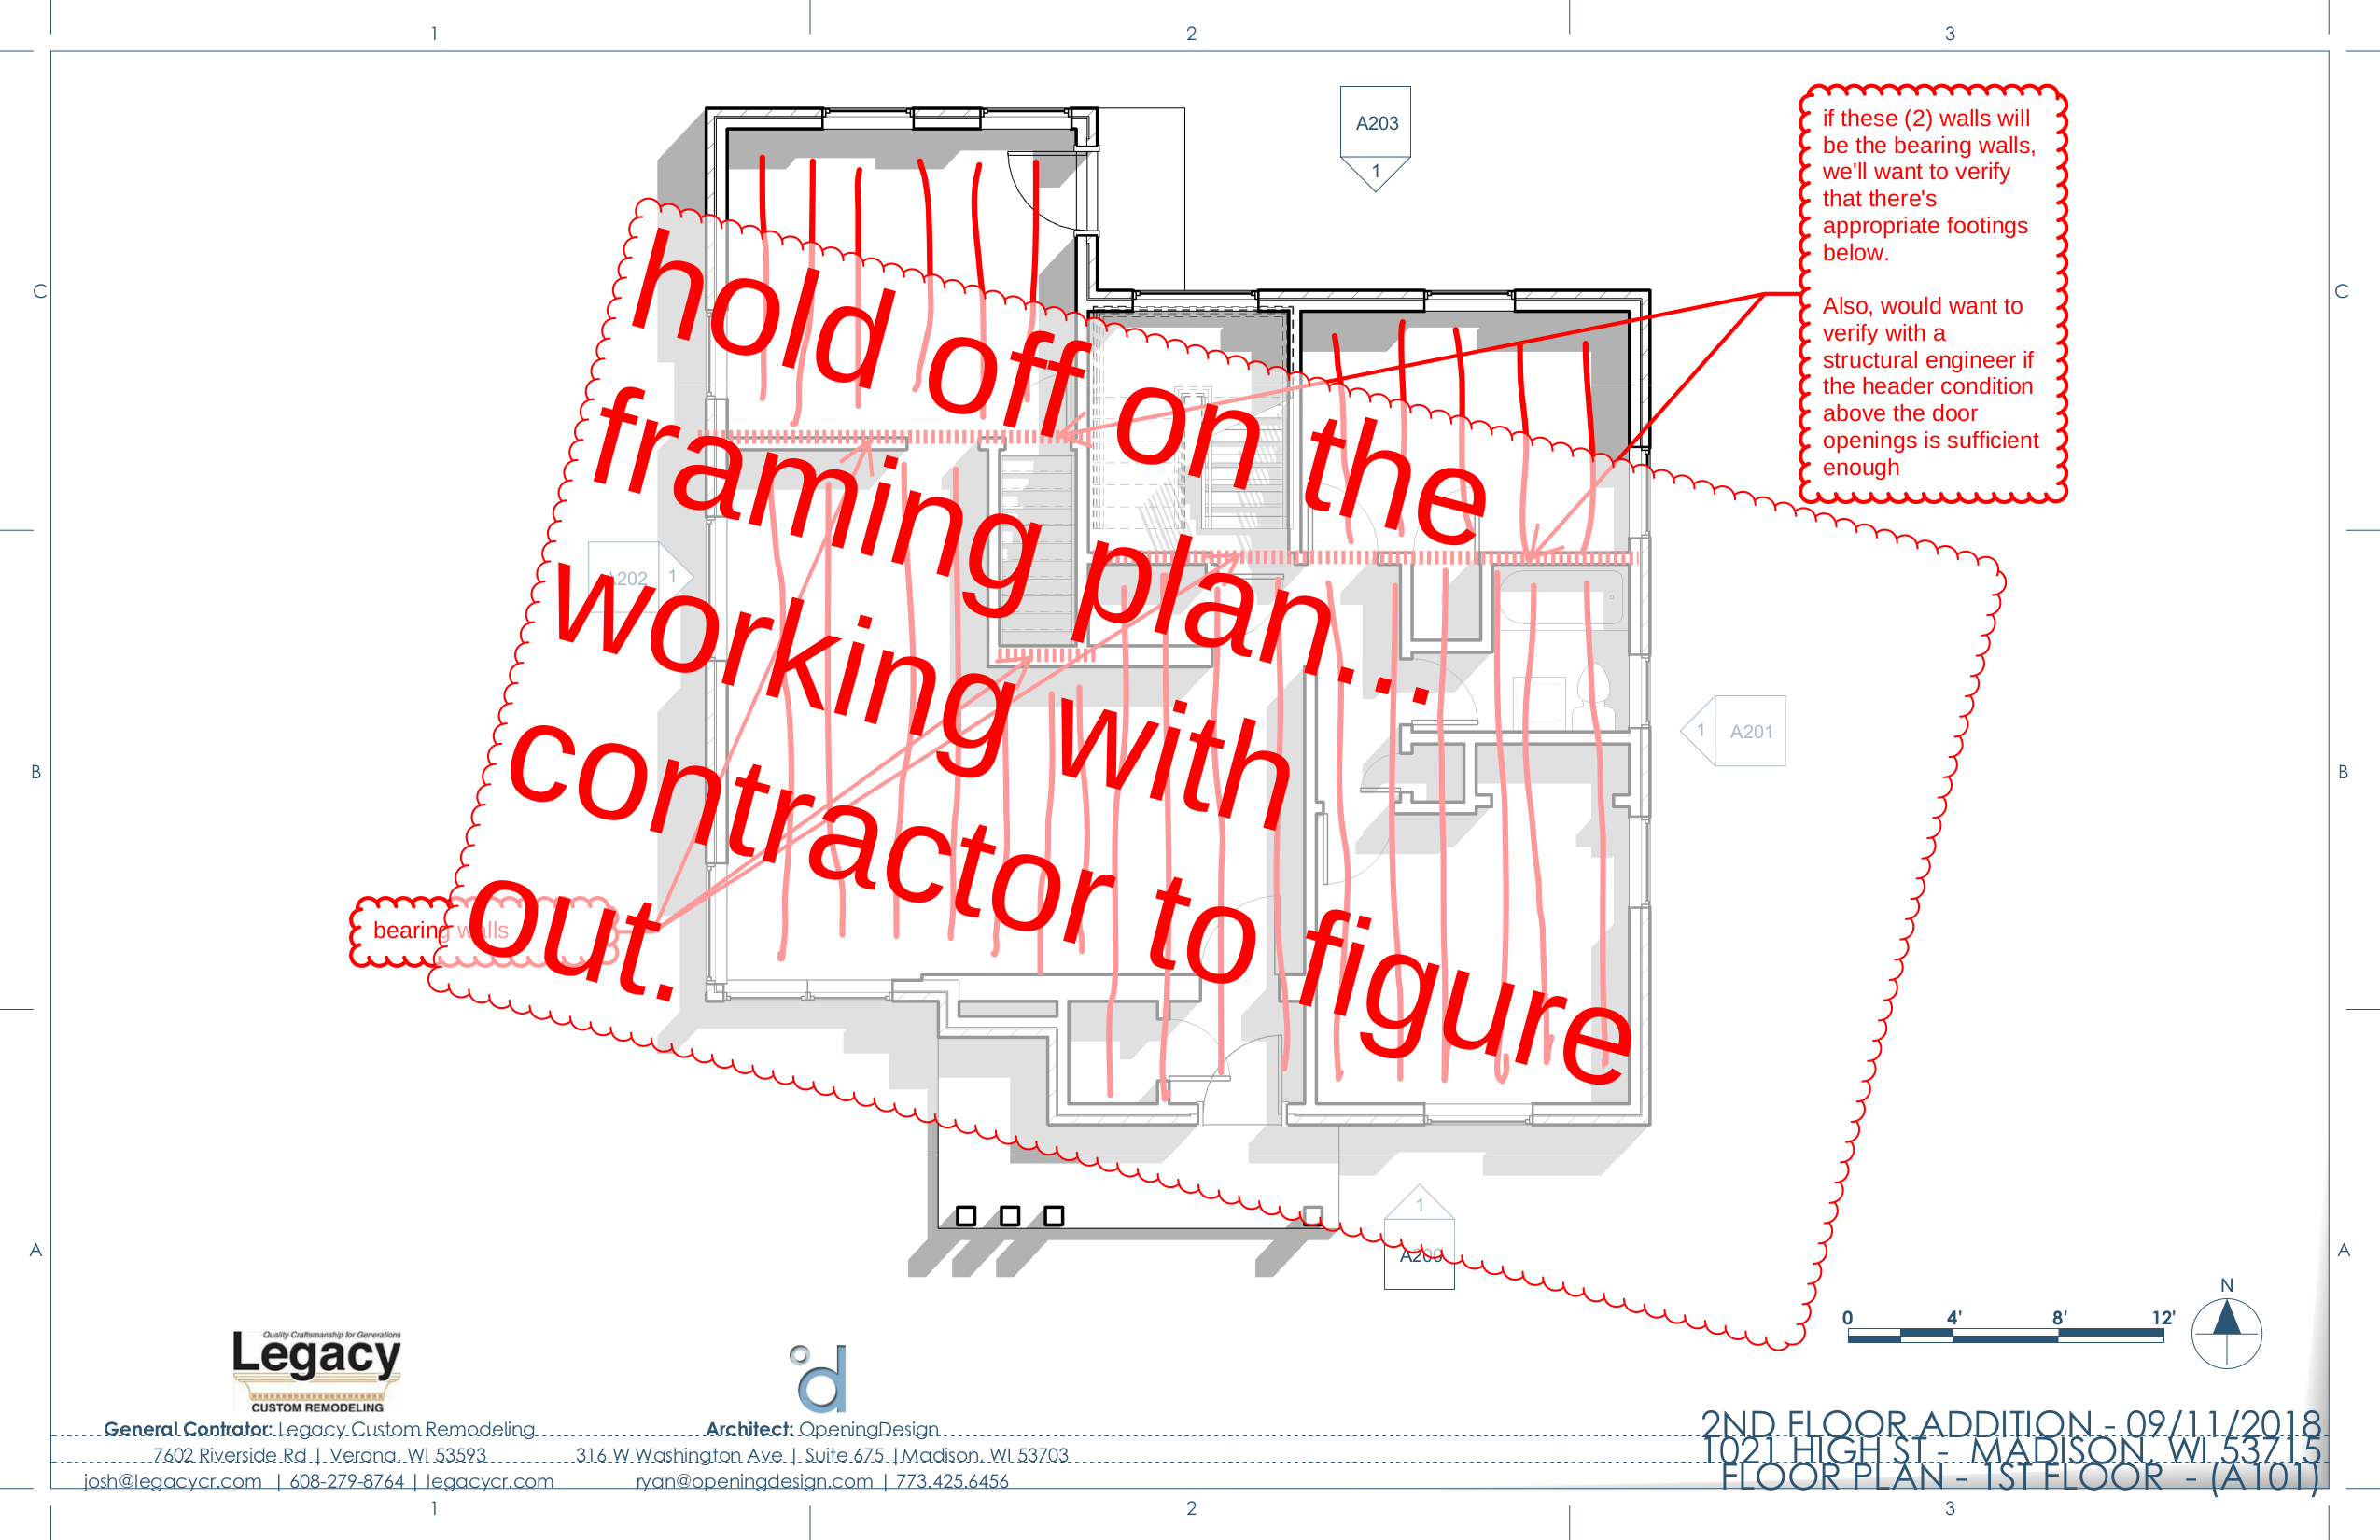 1
2
3
A203
1
if these (2) walls will
be the bearing walls,
we'll want to verify
that there's
appropriate footings
below.
Also, would want to
verify with a
structural engineer if
the header condition
above the door
openings is sufficient
enough
C
C
hold off on the
framing plan...
working with
contractor to figure
out.
A202
1
1
A201
B
B
bearing walls
1
A200
A
A
0
4'
8'
12'
N
Quality Craftsmanship for Generations
Legacy
CUSTOM REMODELING
d
General Contrator: Legacy Custom Remodeling
7602 Riverside Rd | Verona, WI 53593
josh@legacycr.com | 608-279-8764 | legacycr.com
Architect: OpeningDesign
316 W Washington Ave | Suite 675 |Madison, WI 53703
ryan@openingdesign.com | 773.425.6456
2ND FLOOR ADDITION - 09/11/2018
1021 HIGH ST - MADISON, WI 53715
FLOOR PLAN - 1ST FLOOR - (A101)
1
2
3